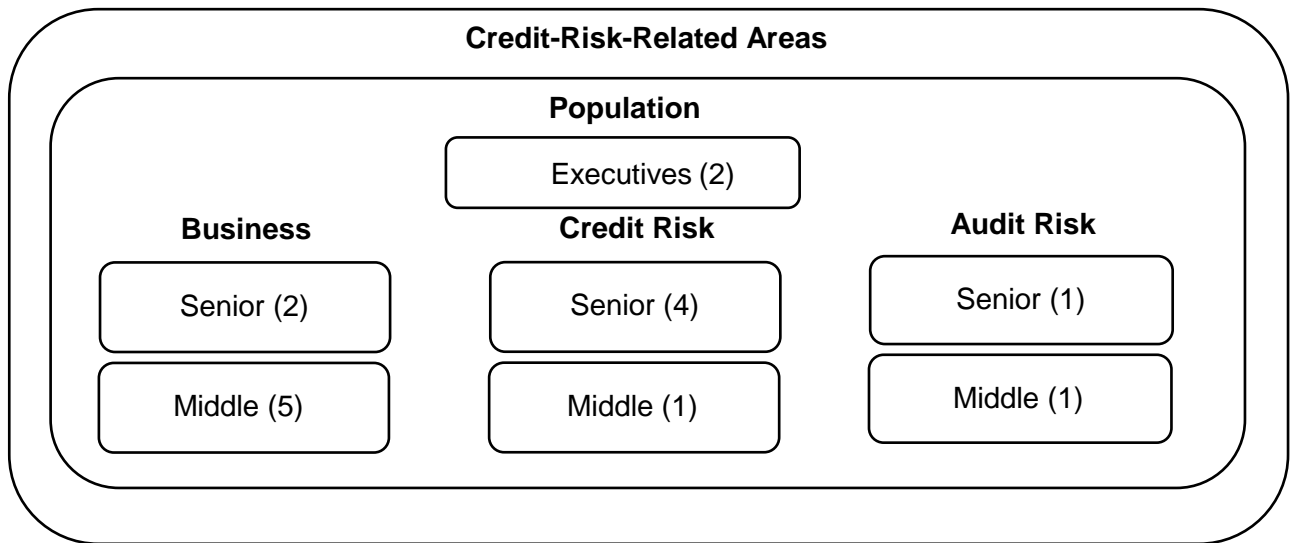 Credit-Risk-Related Areas
Population
Executives (2)
Business
Credit Risk
Audit Risk
Senior (2)
Senior (4)
Senior (1)
Middle (5)
Middle (1)
Middle (1)